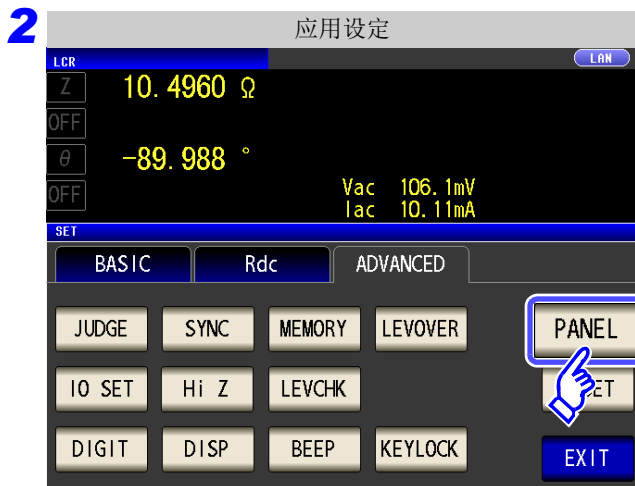 2
应用设定
LCR
LAN
Z 10.4960 Ω
OFF
θ -89.988 °
OFF
Vac 106.1mV
Iac 10.11mA
SET
BASIC Rdc ADVANCED
JUDGE SYNC MEMORY LEVOVER PANEL
IO SET Hi Z LEVCHK
DIGIT DISP BEEP KEYLOCK EXIT